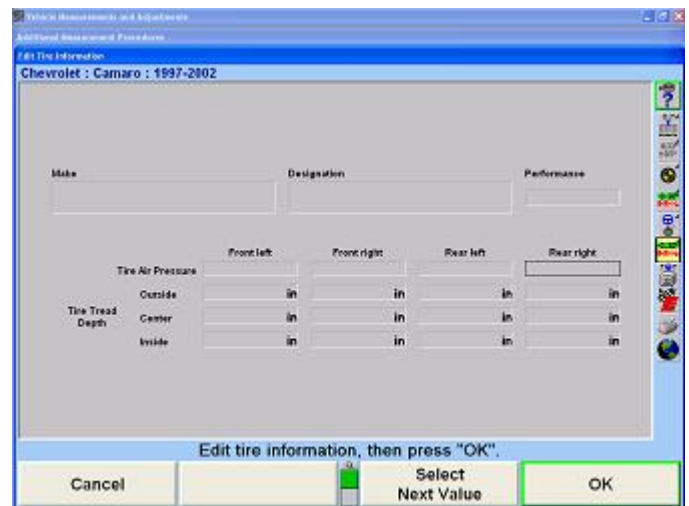 Vehicle Measurements and Adjustments
Additional Measurement Procedures
Edit Tire Information
Chevrolet : Camaro : 1997-2002
Make Designation Performance
Front left Front right Rear left Rear right
Tire Air Pressure
Outside in in in in
Tire Tread Depth Center in in in in
Inside in in in in
Edit tire information, then press "OK".
Cancel Select Next Value OK